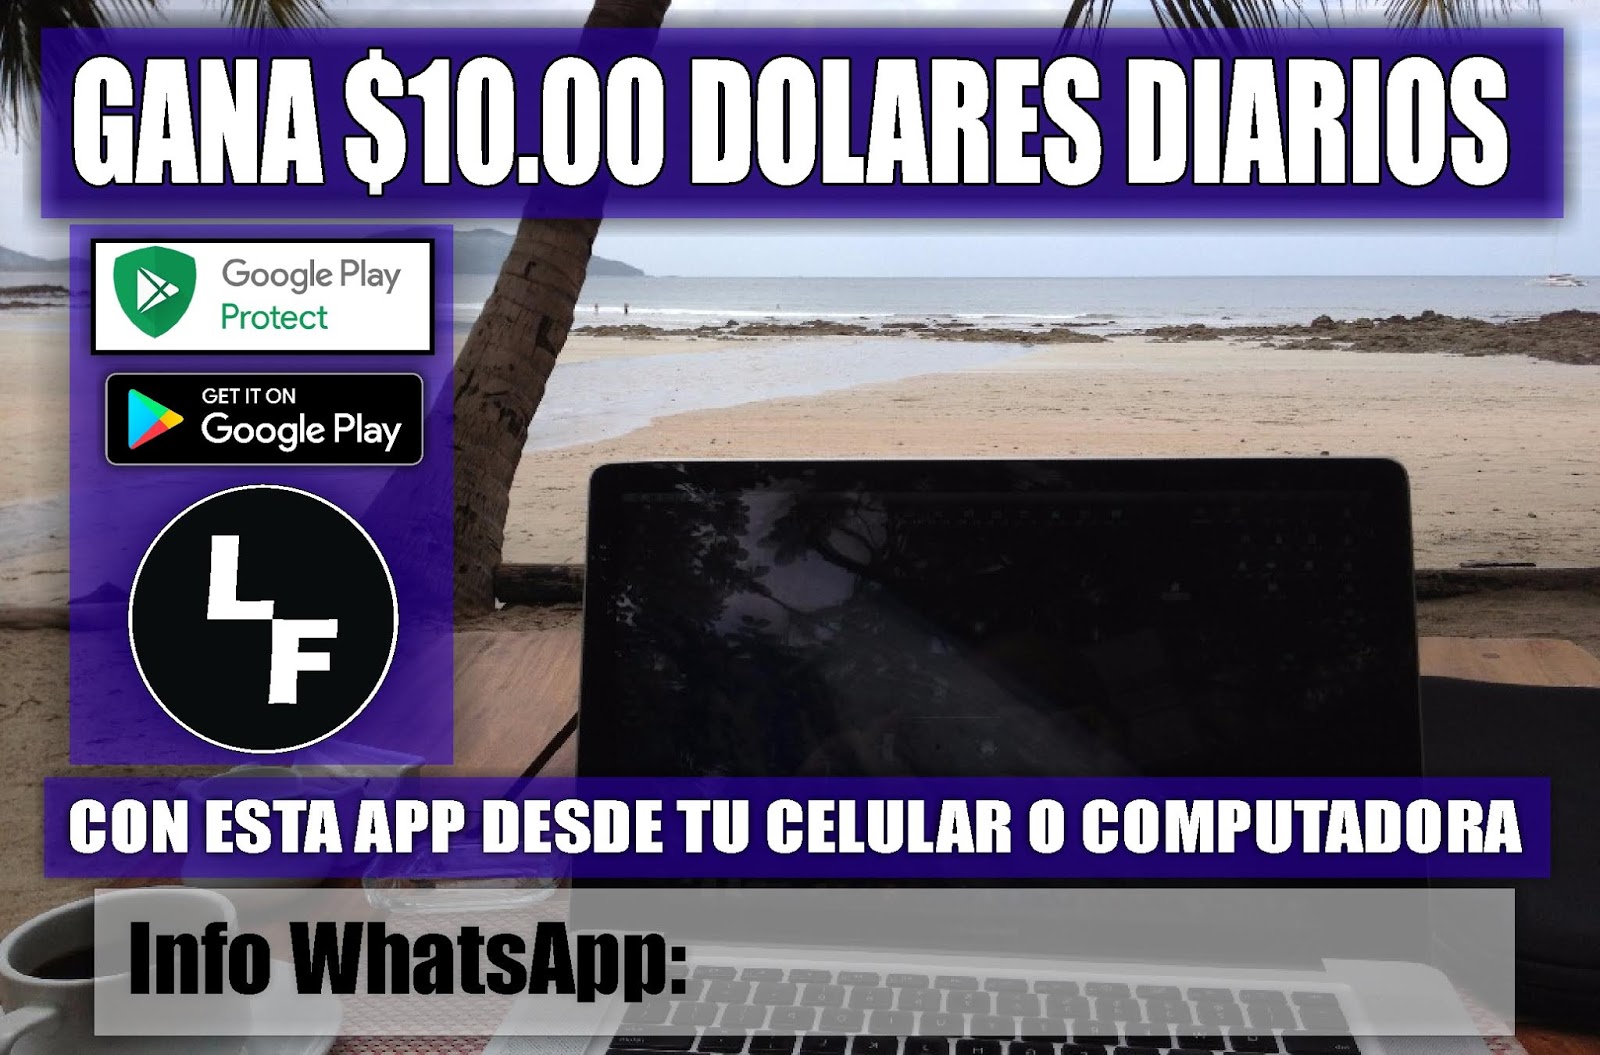 GANA $10.00 DOLARES DIARIOS
Google Play
Protect
GET IT ON
Google Play
L
F
CON ESTA APP DESDE TU CELULAR O COMPUTADORA
Info WhatsApp: